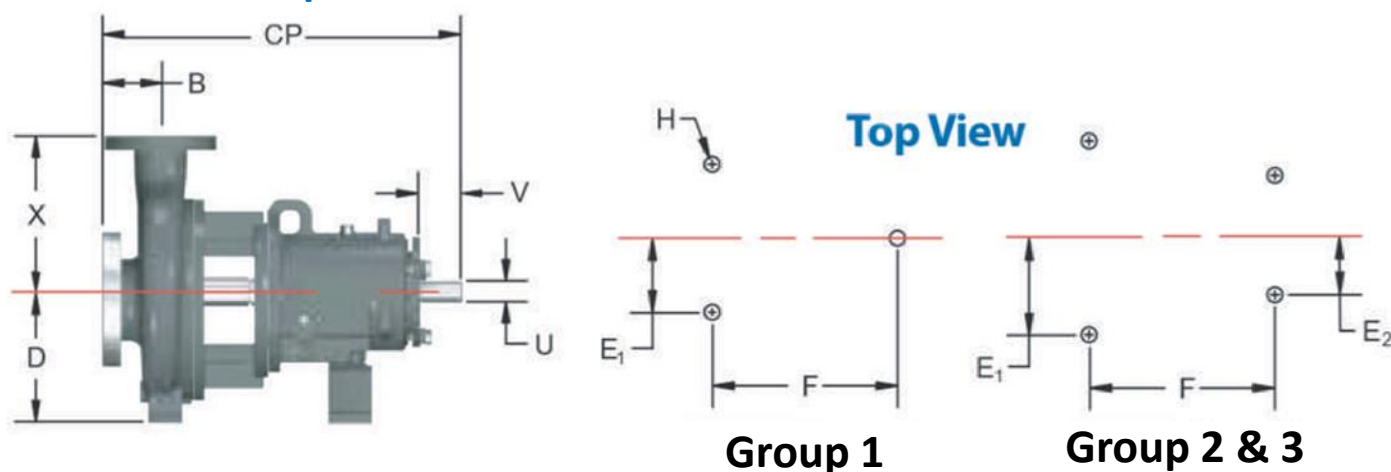 CP
B
X
D
V
U
H
Top View
E₁
F
E₁
F
E₂
Group 1
Group 2 & 3